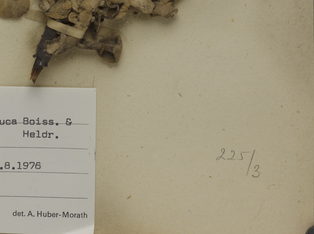 uca Boiss. &
Heldr.
.8.1976
det. A. Huber-Morath
225/3